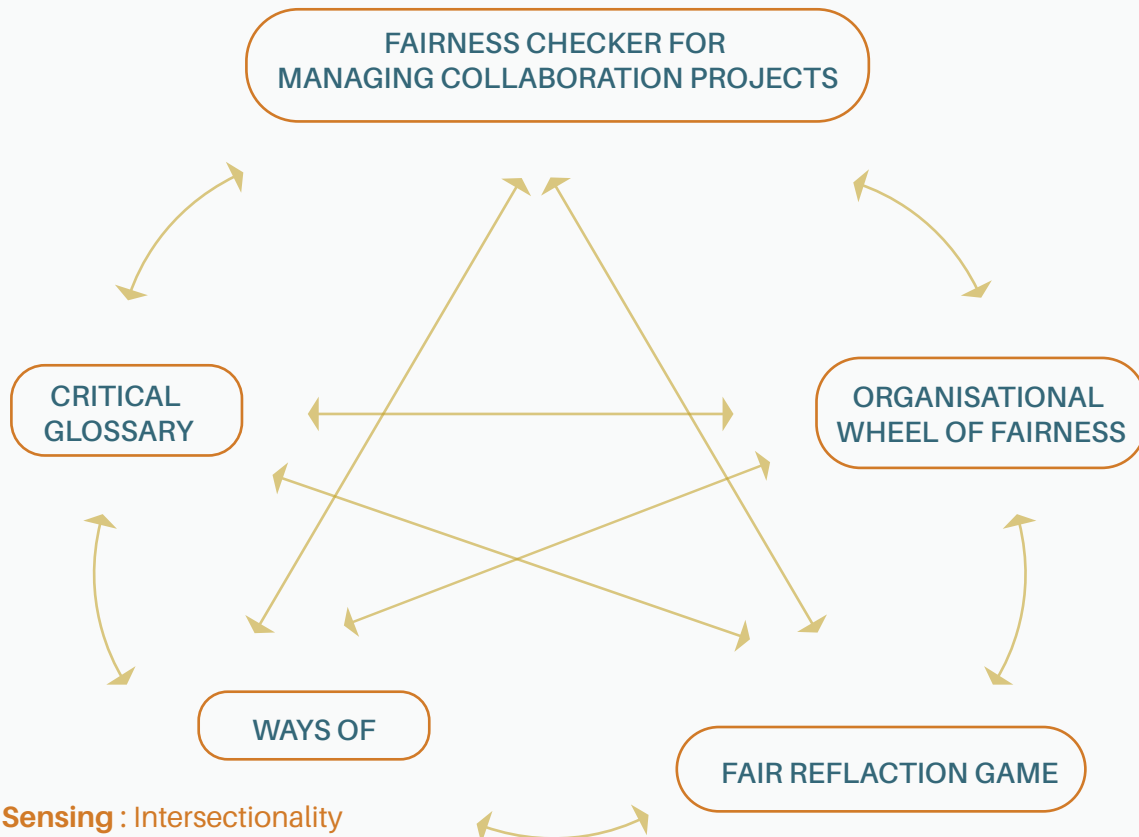 FAIRNESS CHECKER FOR
MANAGING COLLABORATION PROJECTS
CRITICAL
GLOSSARY
ORGANISATIONAL
WHEEL OF FAIRNESS
WAYS OF
FAIR REFLACTION GAME
Sensing : Intersectionality